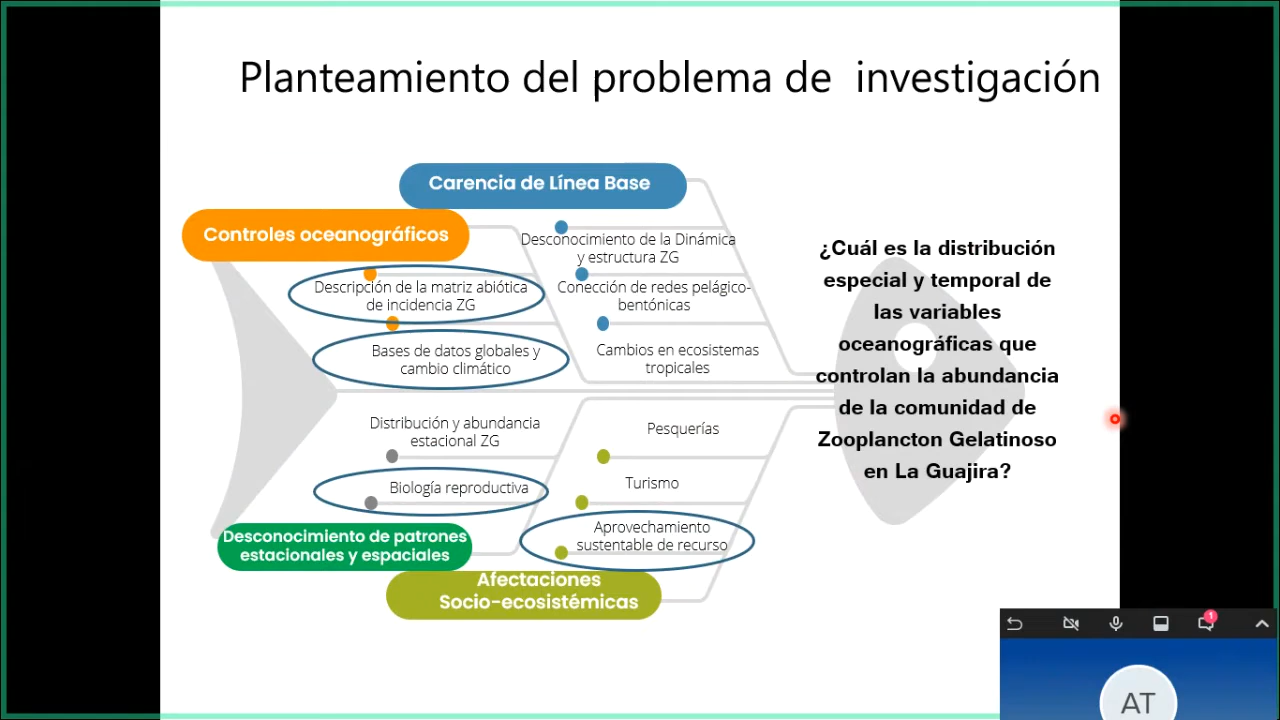 Planteamiento del problema de investigación
Carencia de Línea Base
Controles oceanográficos
Desconocimiento de la Dinámica
y estructura ZG
Descripción de la matriz abiótica
de incidencia ZG
Conección de redes pelágico-
bentónicas
Bases de datos globales y
cambio climático
Cambios en ecosistemas
tropicales
Distribución y abundancia
estacional ZG
Pesquerías
Biología reproductiva
Turismo
Aprovechamiento
sustentable de recurso
Desconocimiento de patrones
estacionales y espaciales
Afectaciones
Socio-ecosistémicas
¿Cuál es la distribución
especial y temporal de
las variables
oceanográficas que
controlan la abundancia
de la comunidad de
Zooplancton Gelatinoso
en La Guajira?
1
AT